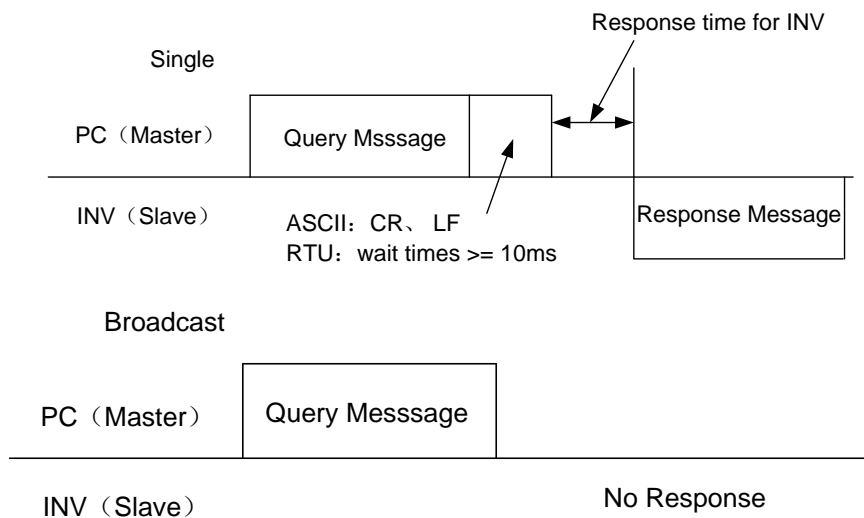 Response time for INV
Single
PC（Master） Query Msssage
INV（Slave） Response Message
ASCII：CR、 LF
RTU：wait times >= 10ms
Broadcast
PC（Master） Query Messsage
INV（Slave） No Response